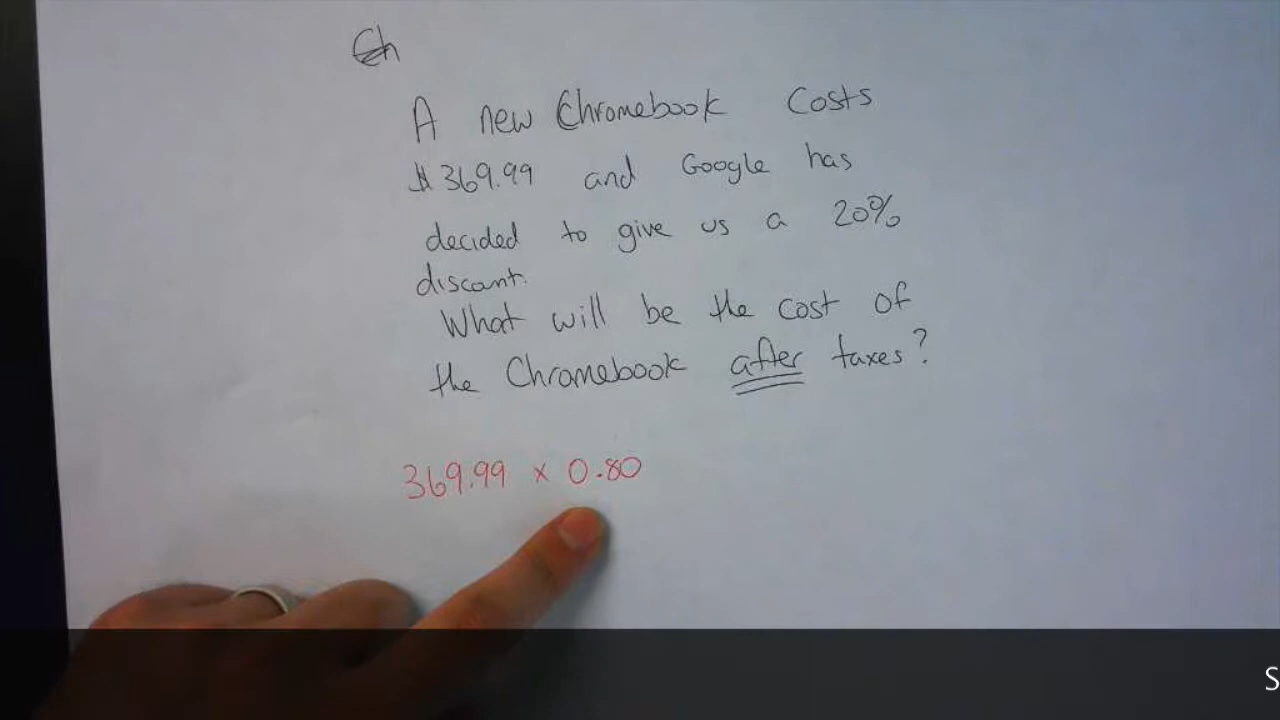 Ch
A new Chromebook costs
$369.99 and Google has
decided to give us a 20%
discount.
What will be the cost of
the Chromebook after taxes?
369.99 x 0.80
S